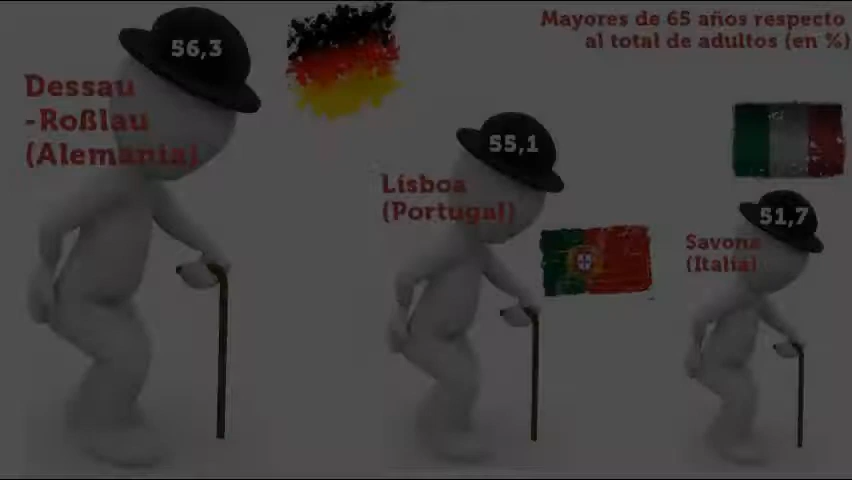 Mayores de 65 años respecto
al total de adultos (en %)
56,3
Dessau
-Roßlau
(Alemania)
55,1
Lisboa
(Portugal)
51,7
Savona
(Italia)